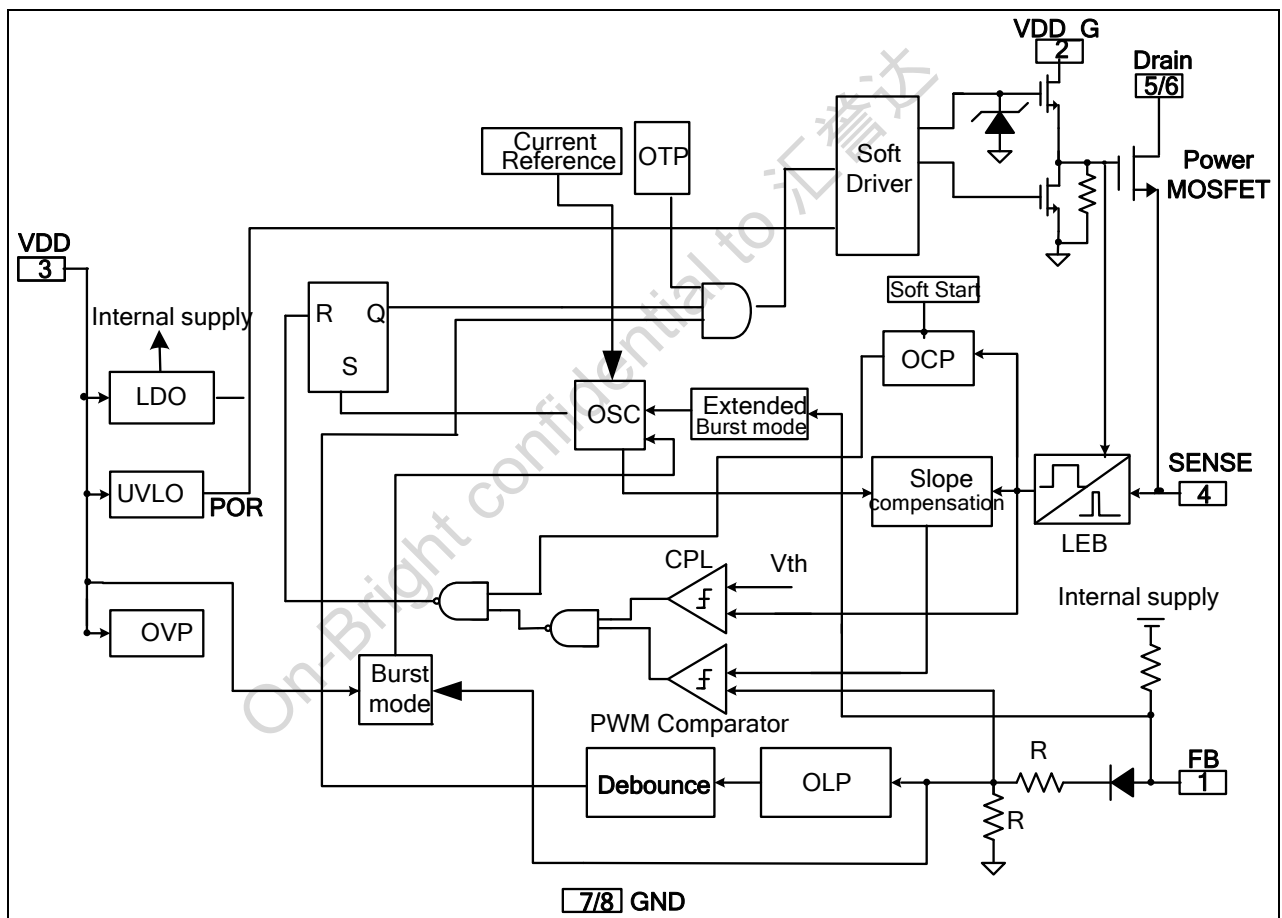 VDD_G
2
Drain
5/6
Current
Reference
OTP
Soft
Driver
Power
MOSFET
VDD
3
Internal supply
R
Q
S
Soft Start
OCP
LDO
OSC
Extended
Burst mode
UVLO
POR
Slope
compensation
SENSE
4
LEB
CPL
Vth
Internal supply
OVP
Burst
mode
PWM Comparator
R
FB
1
Debounce
OLP
R
7/8 GND
On-Bright confidential to 汇誉达